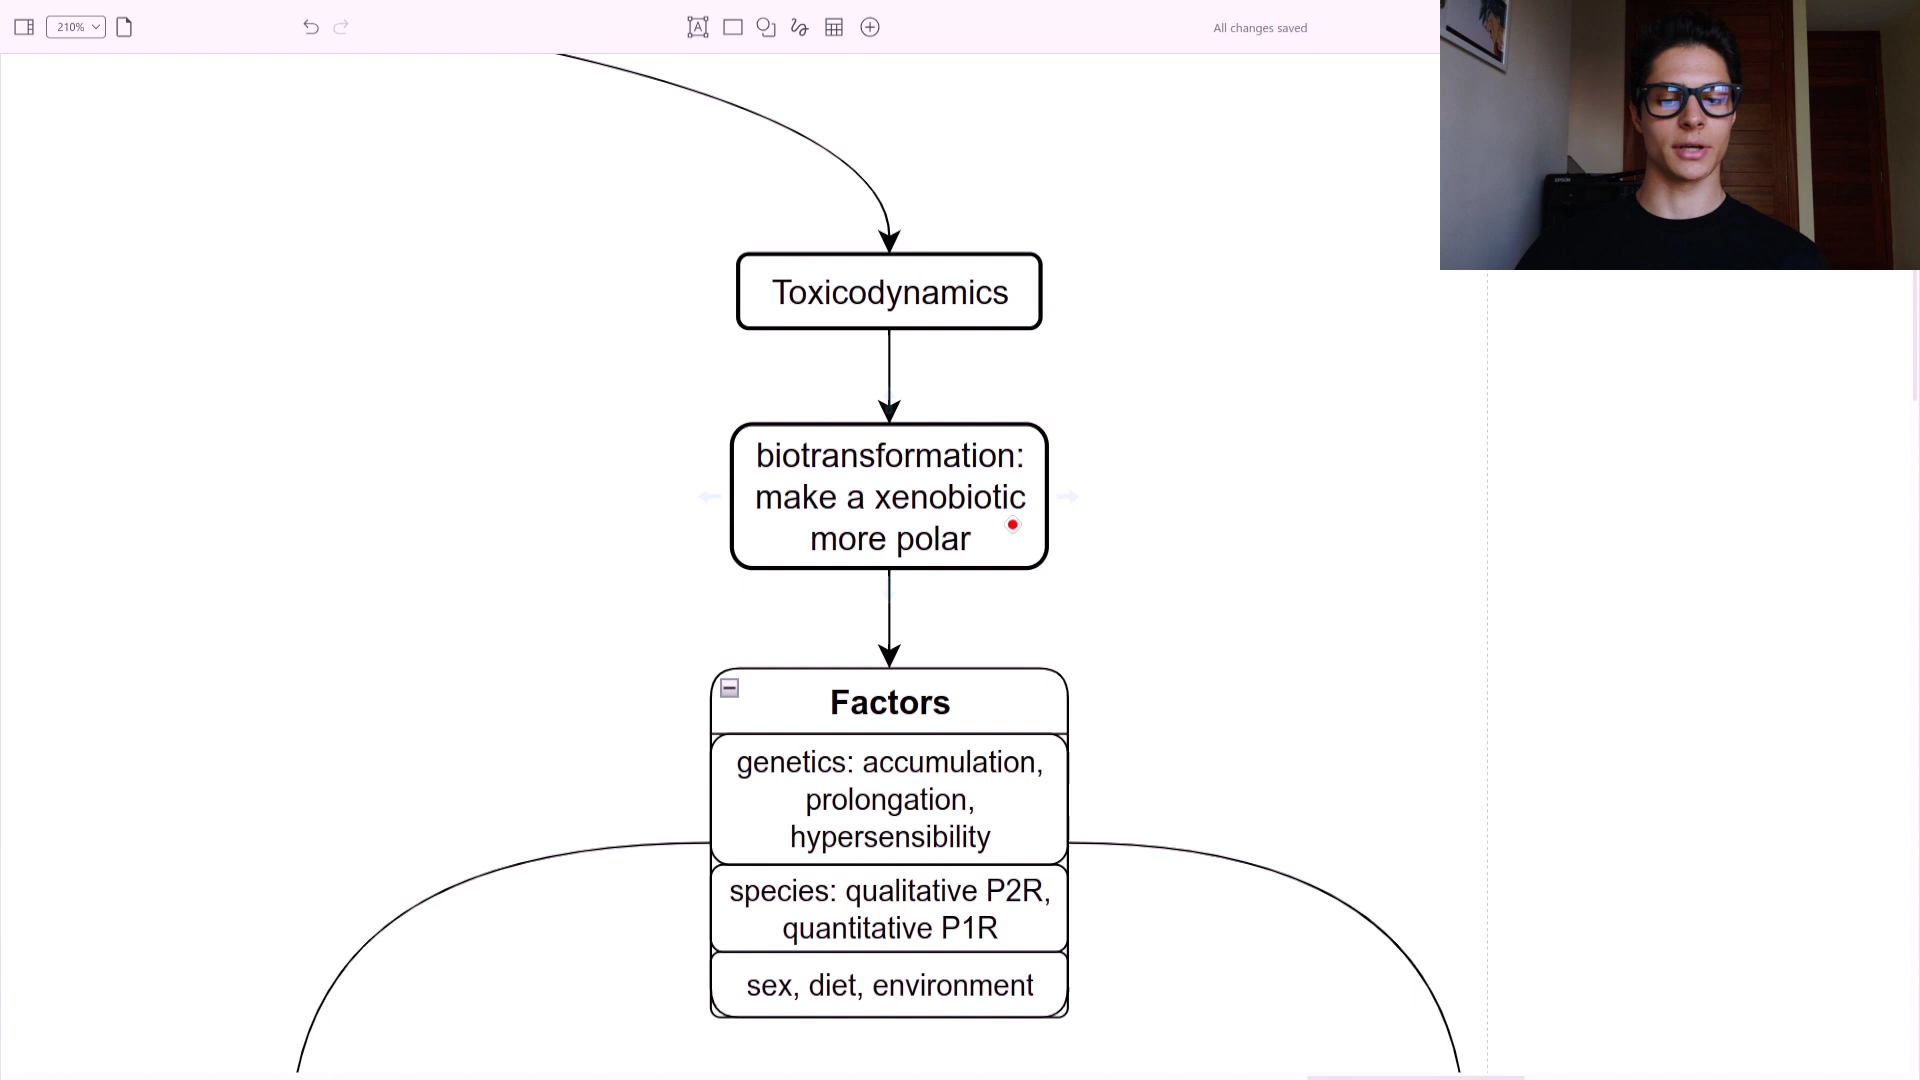 210%
All changes saved
EPSON
Toxicodynamics
biotransformation:
make a xenobiotic
more polar
Factors
genetics: accumulation,
prolongation,
hypersensibility
species: qualitative P2R,
quantitative P1R
sex, diet, environment